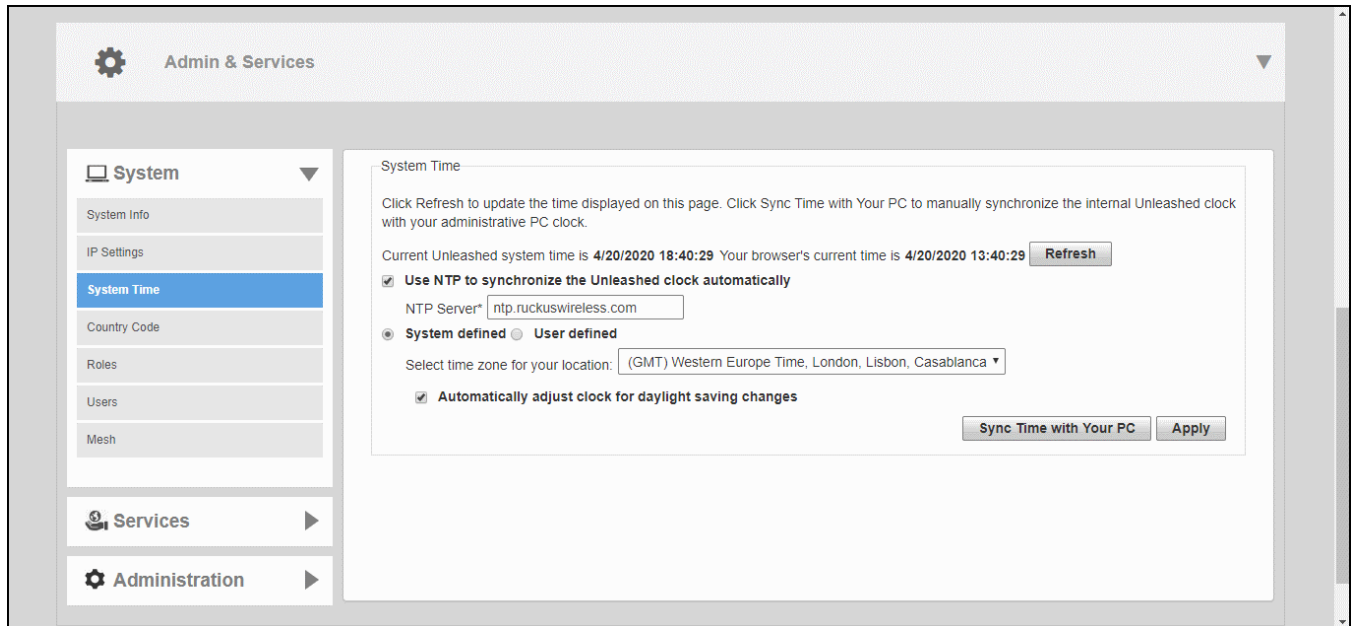 Admin & Services
System
System Info
IP Settings
System Time
Country Code
Roles
Users
Mesh
Services
Administration
System Time
Click Refresh to update the time displayed on this page. Click Sync Time with Your PC to manually synchronize the internal Unleashed clock
with your administrative PC clock.
Current Unleashed system time is 4/20/2020 18:40:29 Your browser's current time is 4/20/2020 13:40:29 Refresh
Use NTP to synchronize the Unleashed clock automatically
NTP Server* ntp.ruckuswireless.com
System defined User defined
Select time zone for your location: (GMT) Western Europe Time, London, Lisbon, Casablanca
Automatically adjust clock for daylight saving changes
Sync Time with Your PC Apply